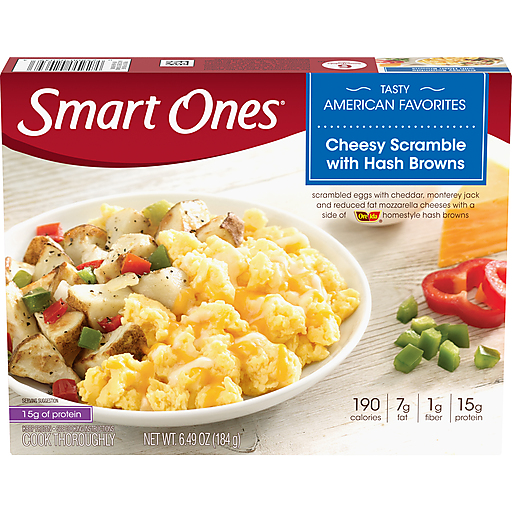 Smart Ones®
TASTY
AMERICAN FAVORITES
Cheesy Scramble
with Hash Browns
scrambled eggs with cheddar, monterey jack
and reduced fat mozzarella cheeses with a
side of Ore-Ida homestyle hash browns
SERVING SUGGESTION
15g of protein
COOK THOROUGHLY
NET WT. 6.49 OZ (184 g)
190 7g 1g 15g
calories fat fiber protein